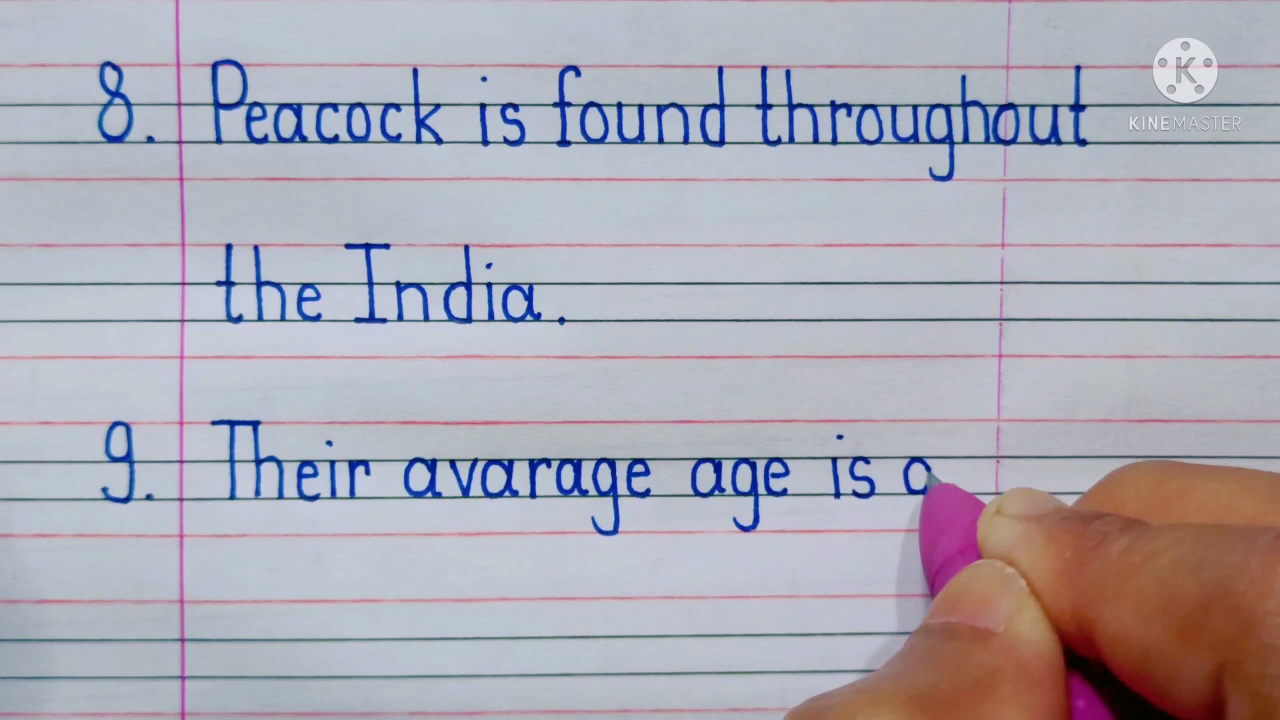 8. Peacock is found throughout
the India.
9. Their avarage age is
KINEMASTER